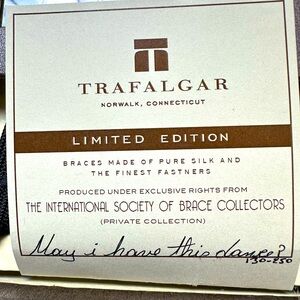 TRAFALGAR
NORWALK, CONNECTICUT
LIMITED EDITION
BRACES MADE OF PURE SILK AND
THE FINEST FASTNERS
PRODUCED UNDER EXCLUSIVE RIGHTS FROM
THE INTERNATIONAL SOCIETY OF BRACE COLLECTORS
(PRIVATE COLLECTION)
May i have this dance?
130-250